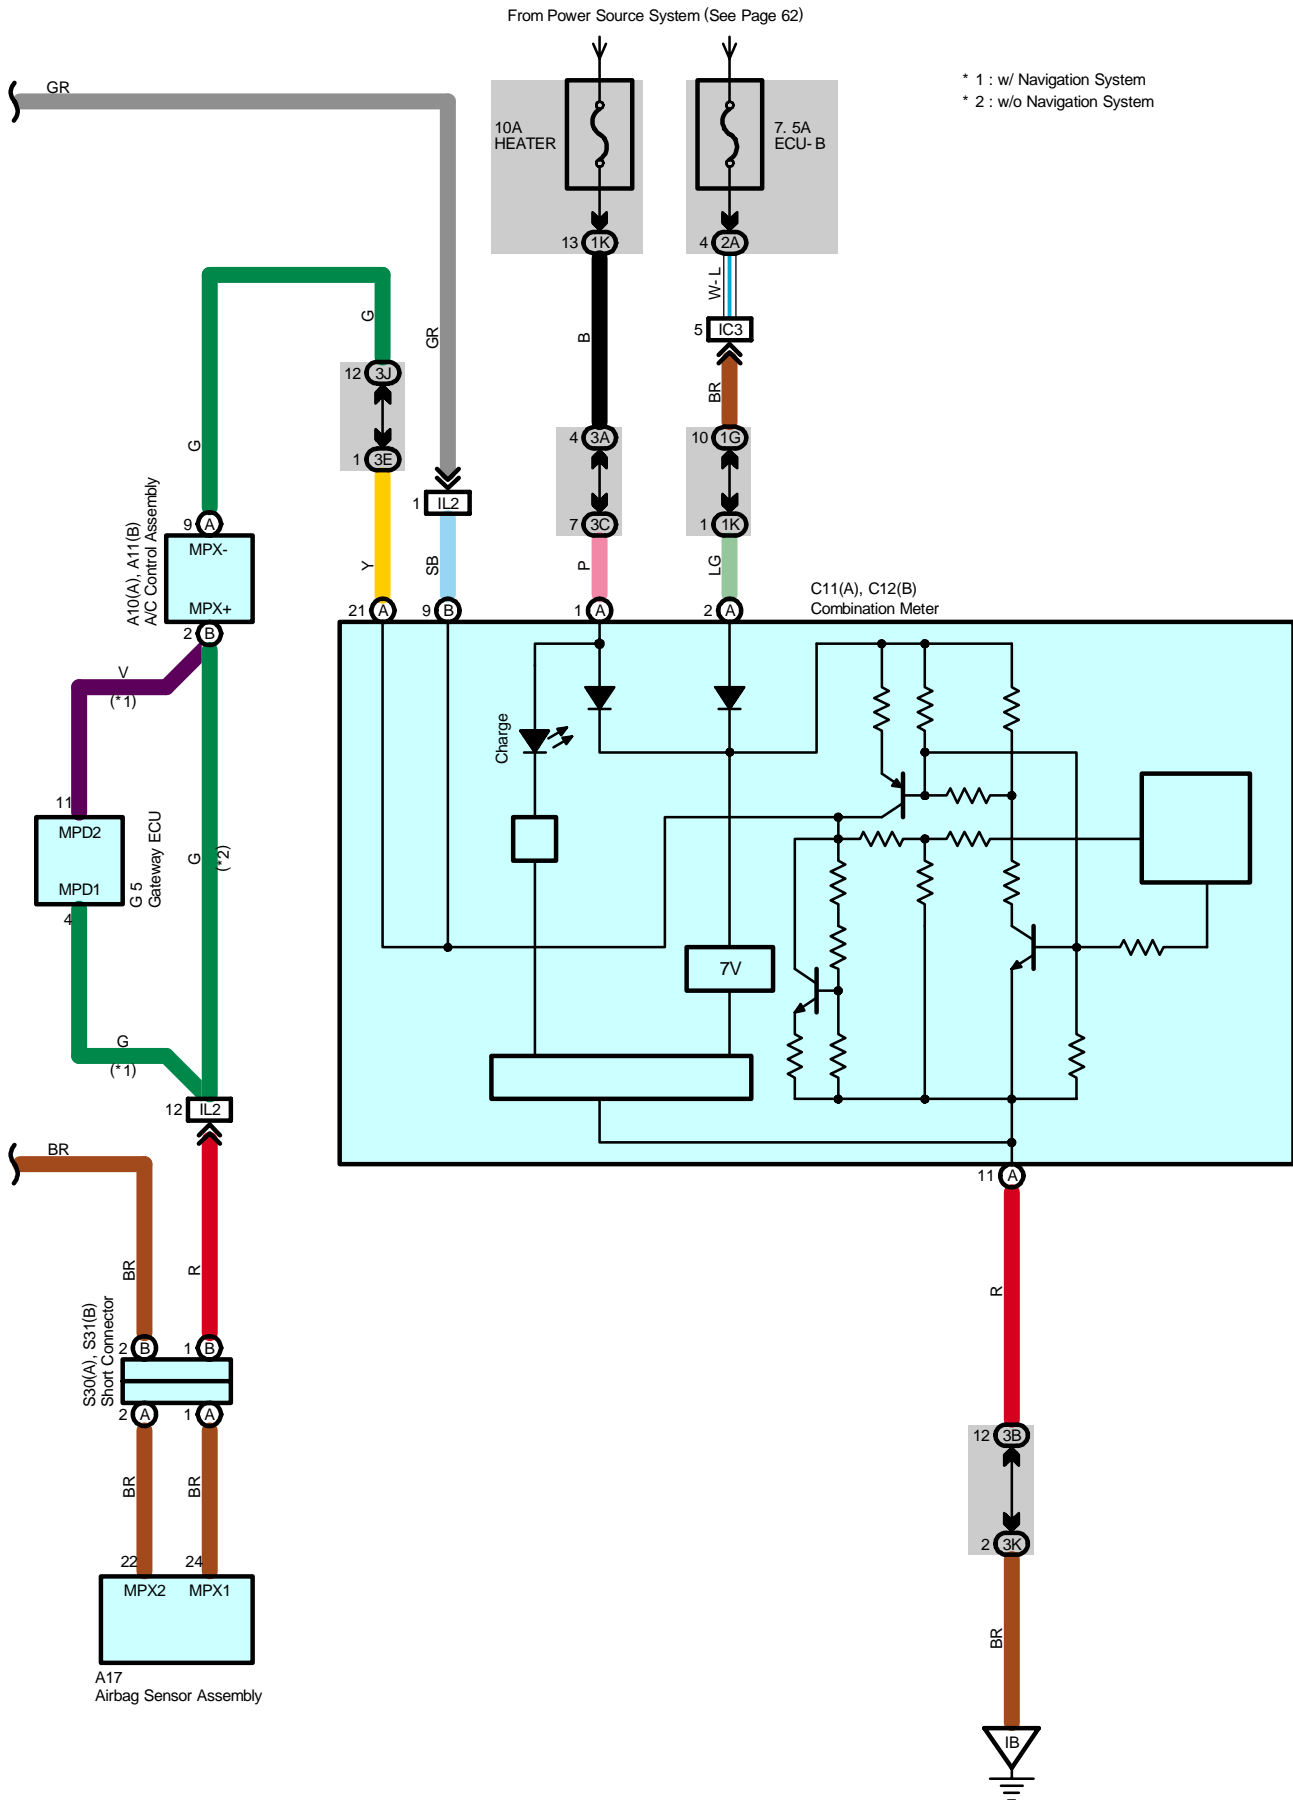 From Power Source System (See Page 62)
* 1 : w/ Navigation System
* 2 : w/o Navigation System
GR
10A
HEATER
7. 5A
ECU- B
13 1K
4 2A
W- L
5 IC3
G
GR
B
BR
12 3J
4 3A
10 1G
1 3E
1 IL2
7 3C
1 1K
G
9 A
MPX-
MPX+
2 B
A10(A), A11(B)
A/C Control Assembly
Y
SB
P
LG
21 A
9 B
1 A
2 A
C11(A), C12(B)
Combination Meter
V
(* 1)
Charge
11
MPD2
MPD1
4
G 5
Gateway ECU
G
(* 2)
7V
G
(* 1)
12 IL2
BR
11 A
BR
R
R
S30(A), S31(B)
Short Connector
2 B
1 B
2 A
1 A
12 3B
BR
BR
2 3K
22
24
MPX2
MPX1
BR
A17
Airbag Sensor Assembly
IB